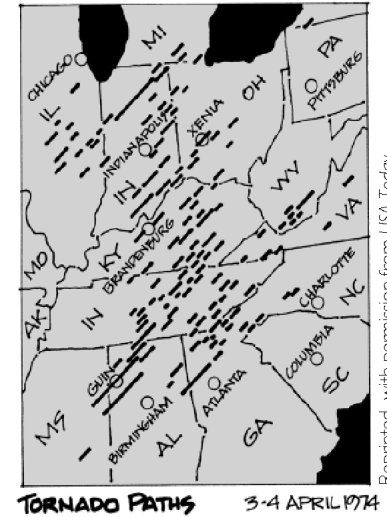 MI
PA
CHICAGO
PITTSBURG
OH
IL
XENIA
INDIANAPOLIS
IN
WV
VA
KY
BRANDENBURG
MO
AK
IN
CHARLOTTE
NC
COLUMBIA
SC
GUIN
ATLANTA
BIRMINGHAM
MS
AL
GA
TORNADO PATHS 3-4 APRIL 1974
Reprinted, with permission from USA Today